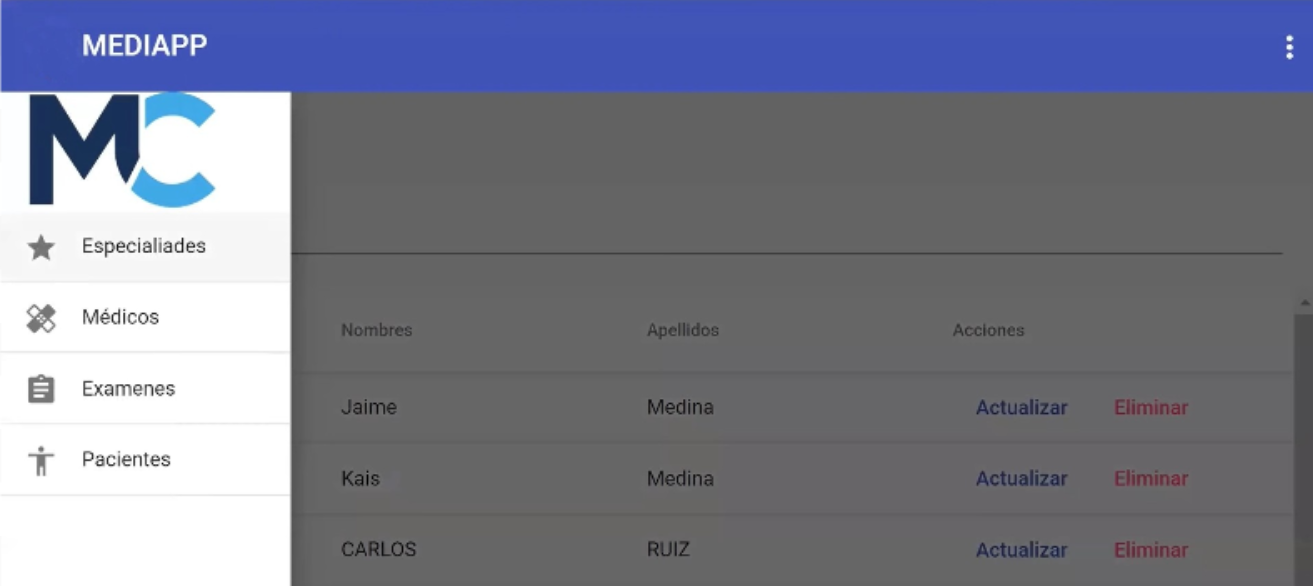 MEDIAPP
MC
Especialiades
Médicos
Examenes
Pacientes
Nombres Apellidos Acciones
Jaime Medina Actualizar Eliminar
Kais Medina Actualizar Eliminar
CARLOS RUIZ Actualizar Eliminar